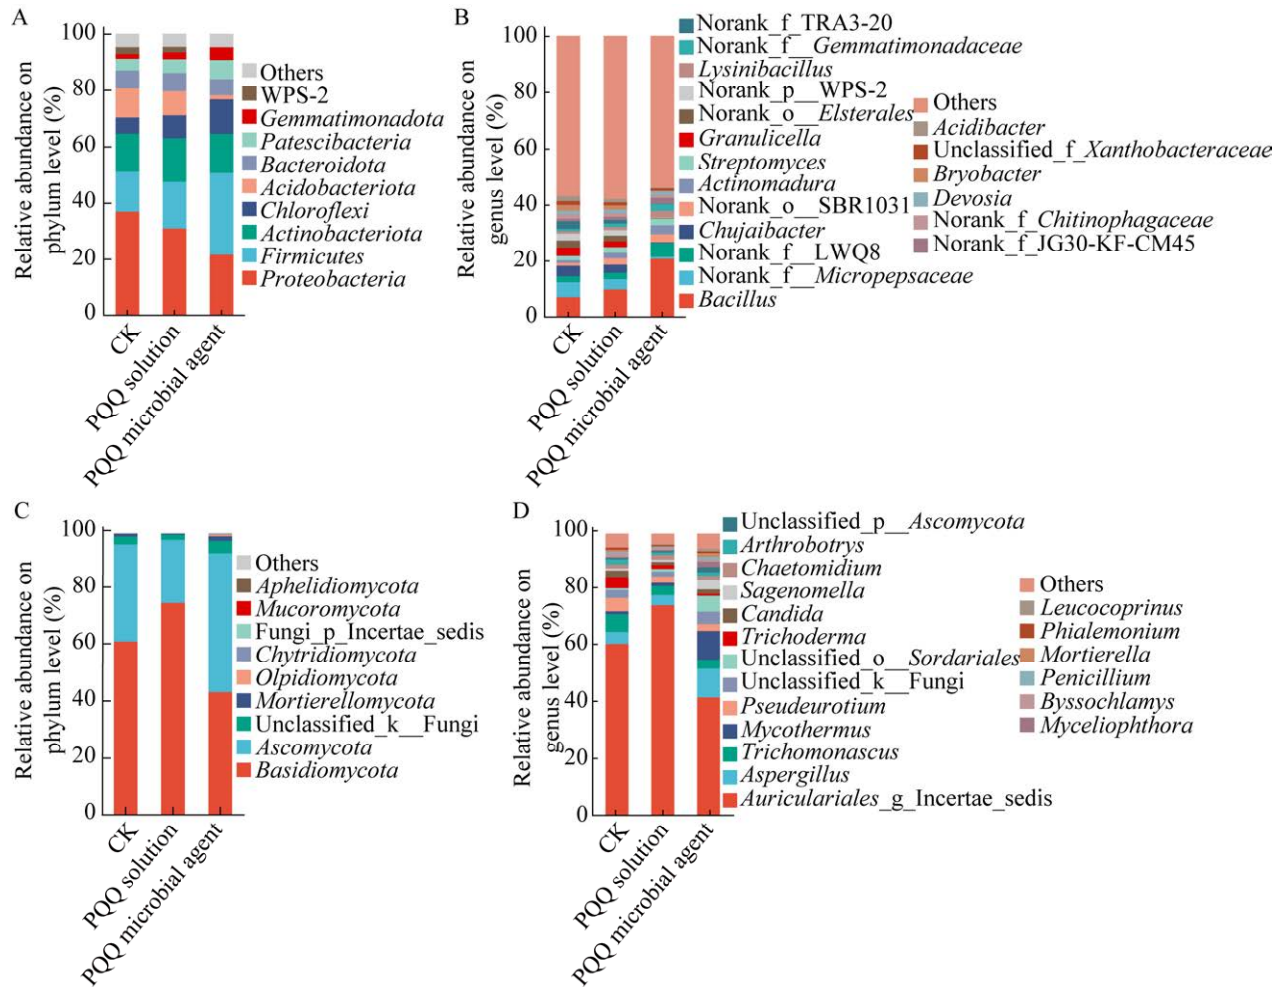 A
Relative abundance on
phylum level (%)
100
80
60
40
20
0
CK
PQQ solution
PQQ microbial agent
Others
WPS-2
Gemmatimonadota
Patescibacteria
Bacteroidota
Acidobacteriota
Chloroflexi
Actinobacteriota
Firmicutes
Proteobacteria
B
Relative abundance on
genus level (%)
100
80
60
40
20
0
CK
PQQ solution
PQQ microbial agent
Norank_f_TRA3-20
Norank_f__Gemmatimonadaceae
Lysinibacillus
Norank_p__WPS-2
Norank_o__Elsterales
Granulicella
Streptomyces
Actinomadura
Norank_o__SBR1031
Chujaibacter
Norank_f__LWQ8
Norank_f__Micropepsaceae
Bacillus
Others
Acidibacter
Unclassified_f_Xanthobacteraceae
Bryobacter
Devosia
Norank_f_Chitinophagaceae
Norank_f_JG30-KF-CM45
C
Relative abundance on
phylum level (%)
100
80
60
40
20
0
CK
PQQ solution
PQQ microbial agent
Others
Aphelidiomycota
Mucoromycota
Fungi_p_Incertae_sedis
Chytridiomycota
Olpidiomycota
Mortierellomycota
Unclassified_k__Fungi
Ascomycota
Basidiomycota
D
Relative abundance on
genus level (%)
100
80
60
40
20
0
CK
PQQ solution
PQQ microbial agent
Unclassified_p__Ascomycota
Arthrobotrys
Chaetomidium
Sagenomella
Candida
Trichoderma
Unclassified_o__Sordariales
Unclassified_k__Fungi
Pseudeurotium
Mycothermus
Trichomonascus
Aspergillus
Auriculariales_g_Incertae_sedis
Others
Leucocoprinus
Phialemonium
Mortierella
Penicillium
Byssochlamys
Myceliophthora